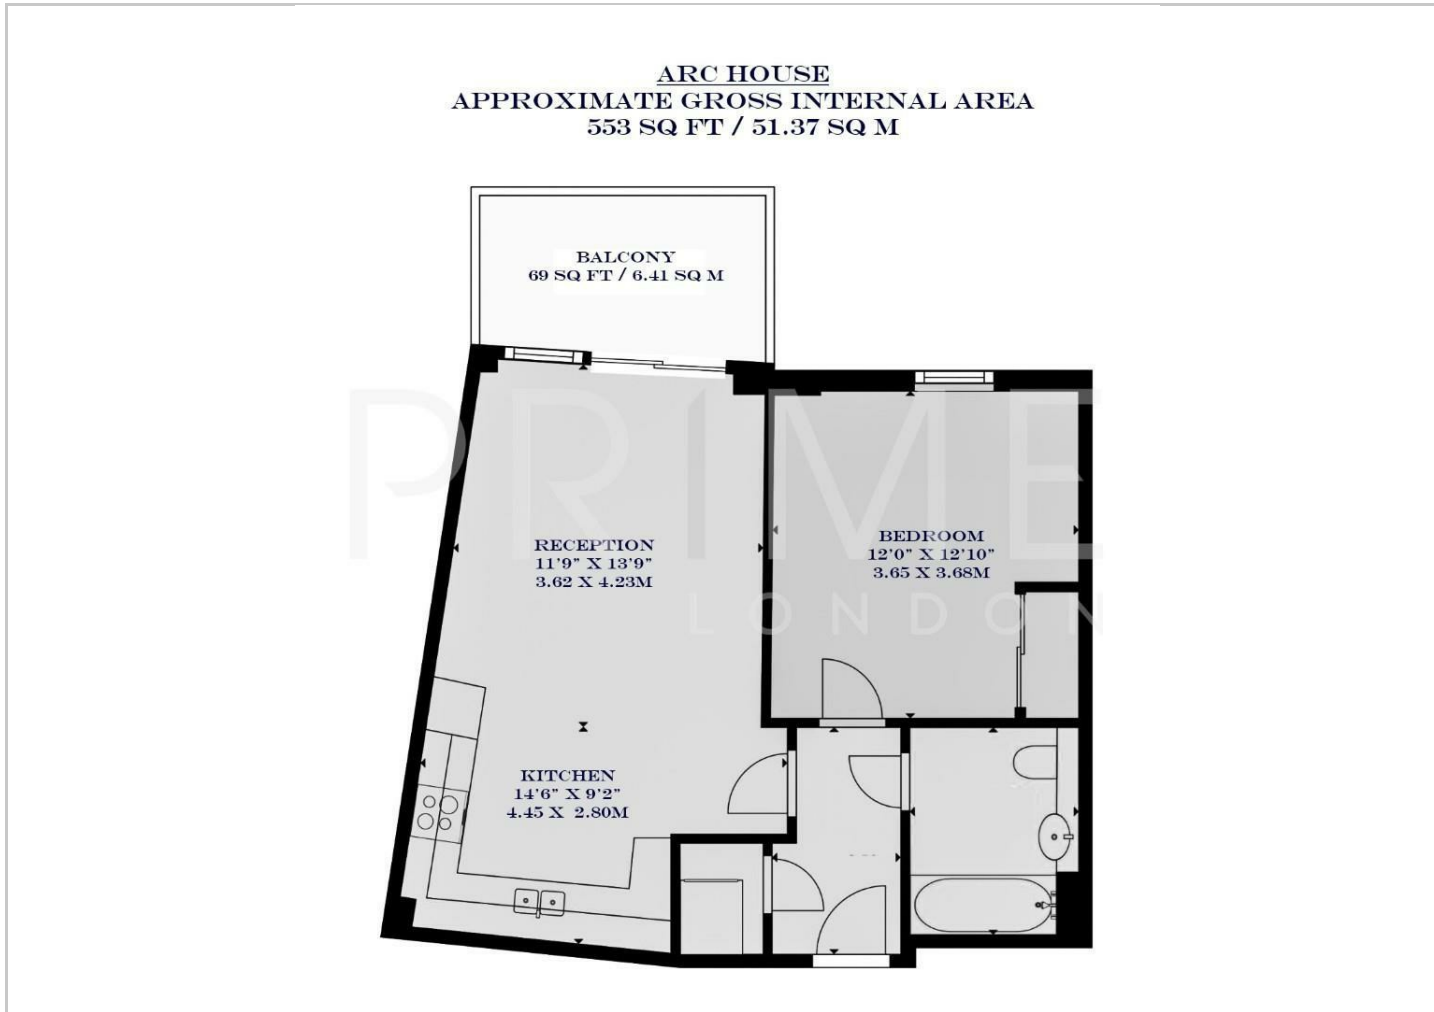 ARC HOUSE
APPROXIMATE GROSS INTERNAL AREA
553 SQ FT / 51.37 SQ M
BALCONY
69 SQ FT / 6.41 SQ M
PRIME
LONDON
RECEPTION
11'9" X 13'9"
3.62 X 4.23M
BEDROOM
12'0" X 12'10"
3.65 X 3.68M
KITCHEN
14'6" X 9'2"
4.45 X 2.80M